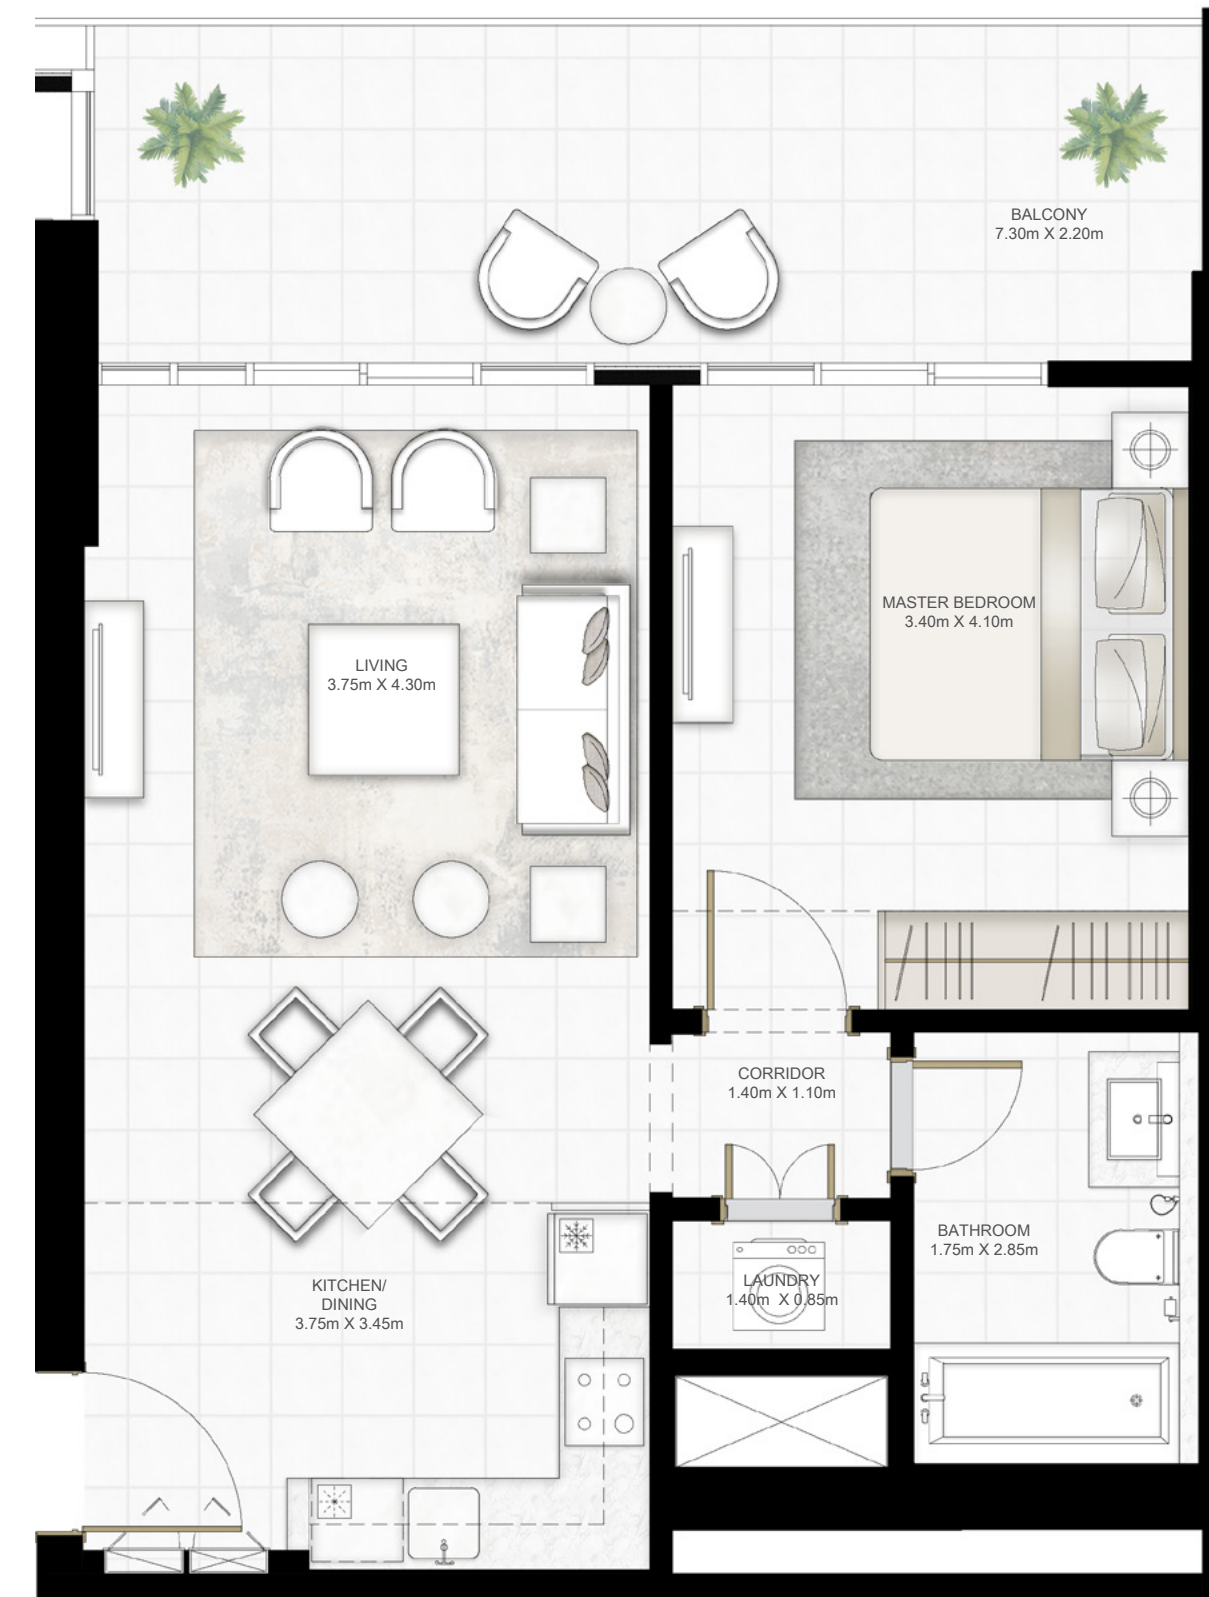 BALCONY
7.30m X 2.20m
MASTER BEDROOM
3.40m X 4.10m
LIVING
3.75m X 4.30m
CORRIDOR
1.40m X 1.10m
BATHROOM
1.75m X 2.85m
LAUNDRY
1.40m X 0.85m
KITCHEN/
DINING
3.75m X 3.45m